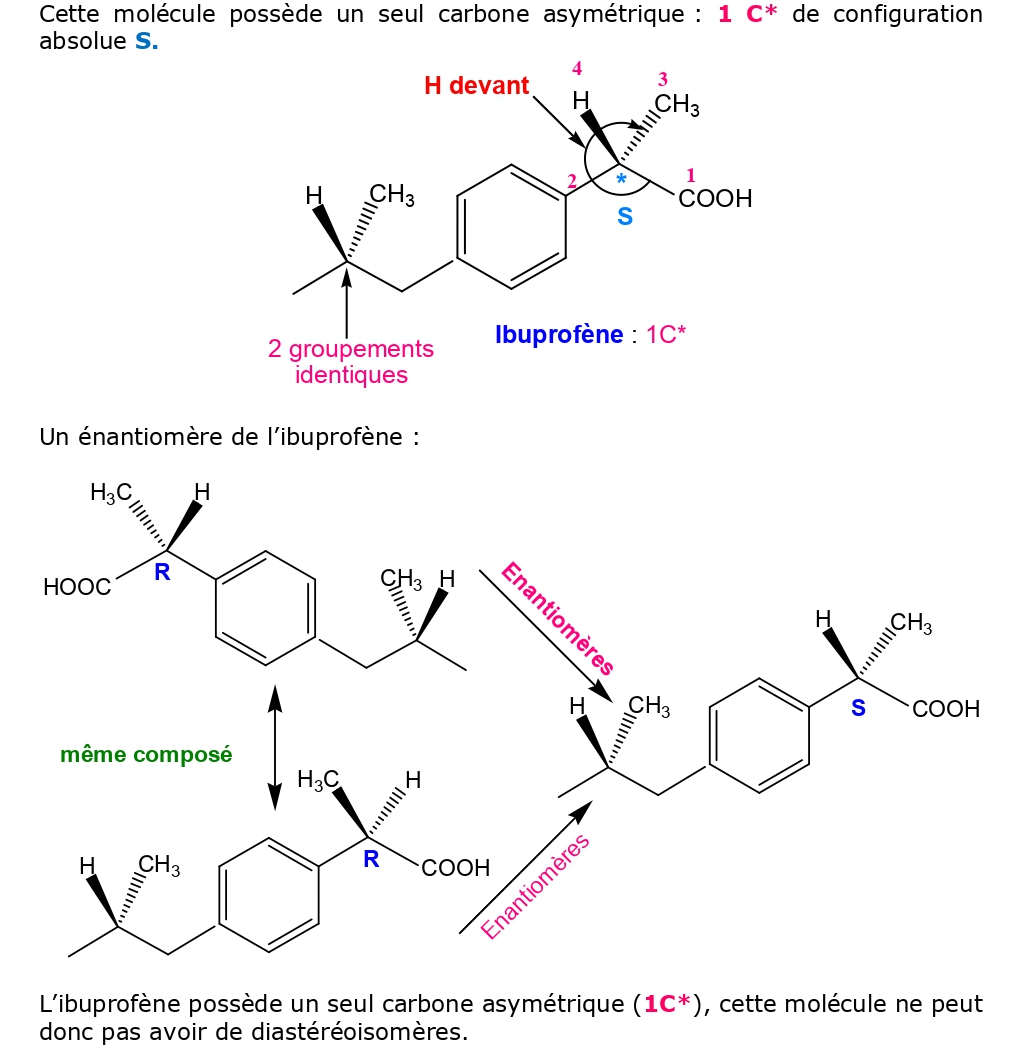 Cette molécule possède un seul carbone asymétrique : 1 C* de configuration
absolue S.
4
H devant
H
3
CH3
2
*
1
COOH
S
H
CH3
2 groupements
identiques
Ibuprofène : 1C*
Un énantiomère de l'ibuprofène :
H3C
H
HOOC
R
CH3
H
Enantiomères
H
CH3
H
CH3
S
COOH
même composé
H3C
H
R
COOH
H
CH3
Enantiomères
L'ibuprofène possède un seul carbone asymétrique (1C*), cette molécule ne peut
donc pas avoir de diastéréoisomères.